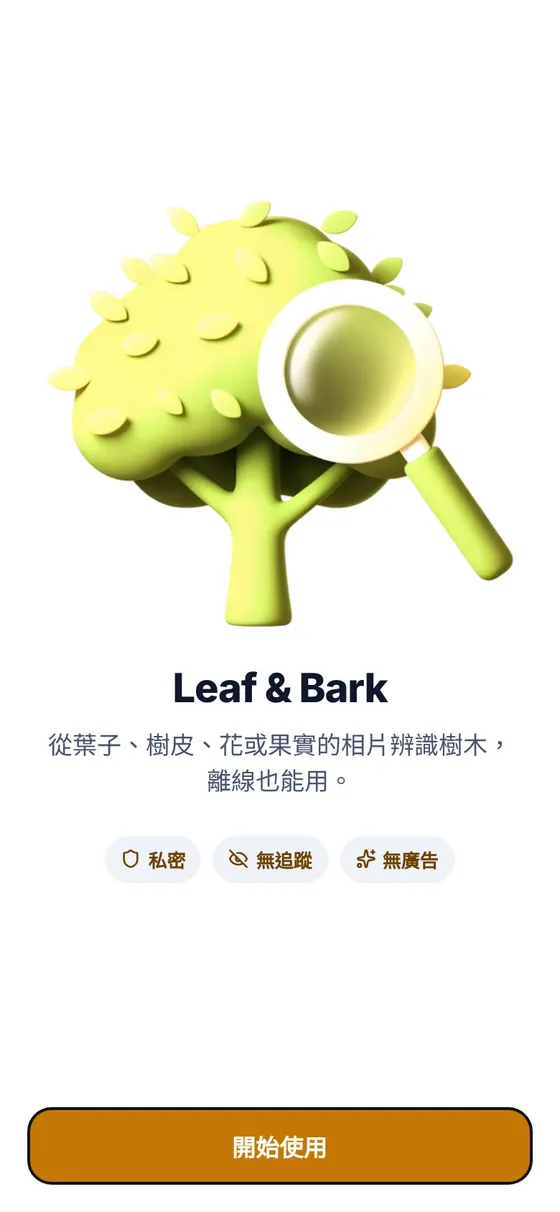 Leaf & Bark
從葉子、樹皮、花或果實的相片辨識樹木，
離線也能用。
私密
無追蹤
無廣告
開始使用